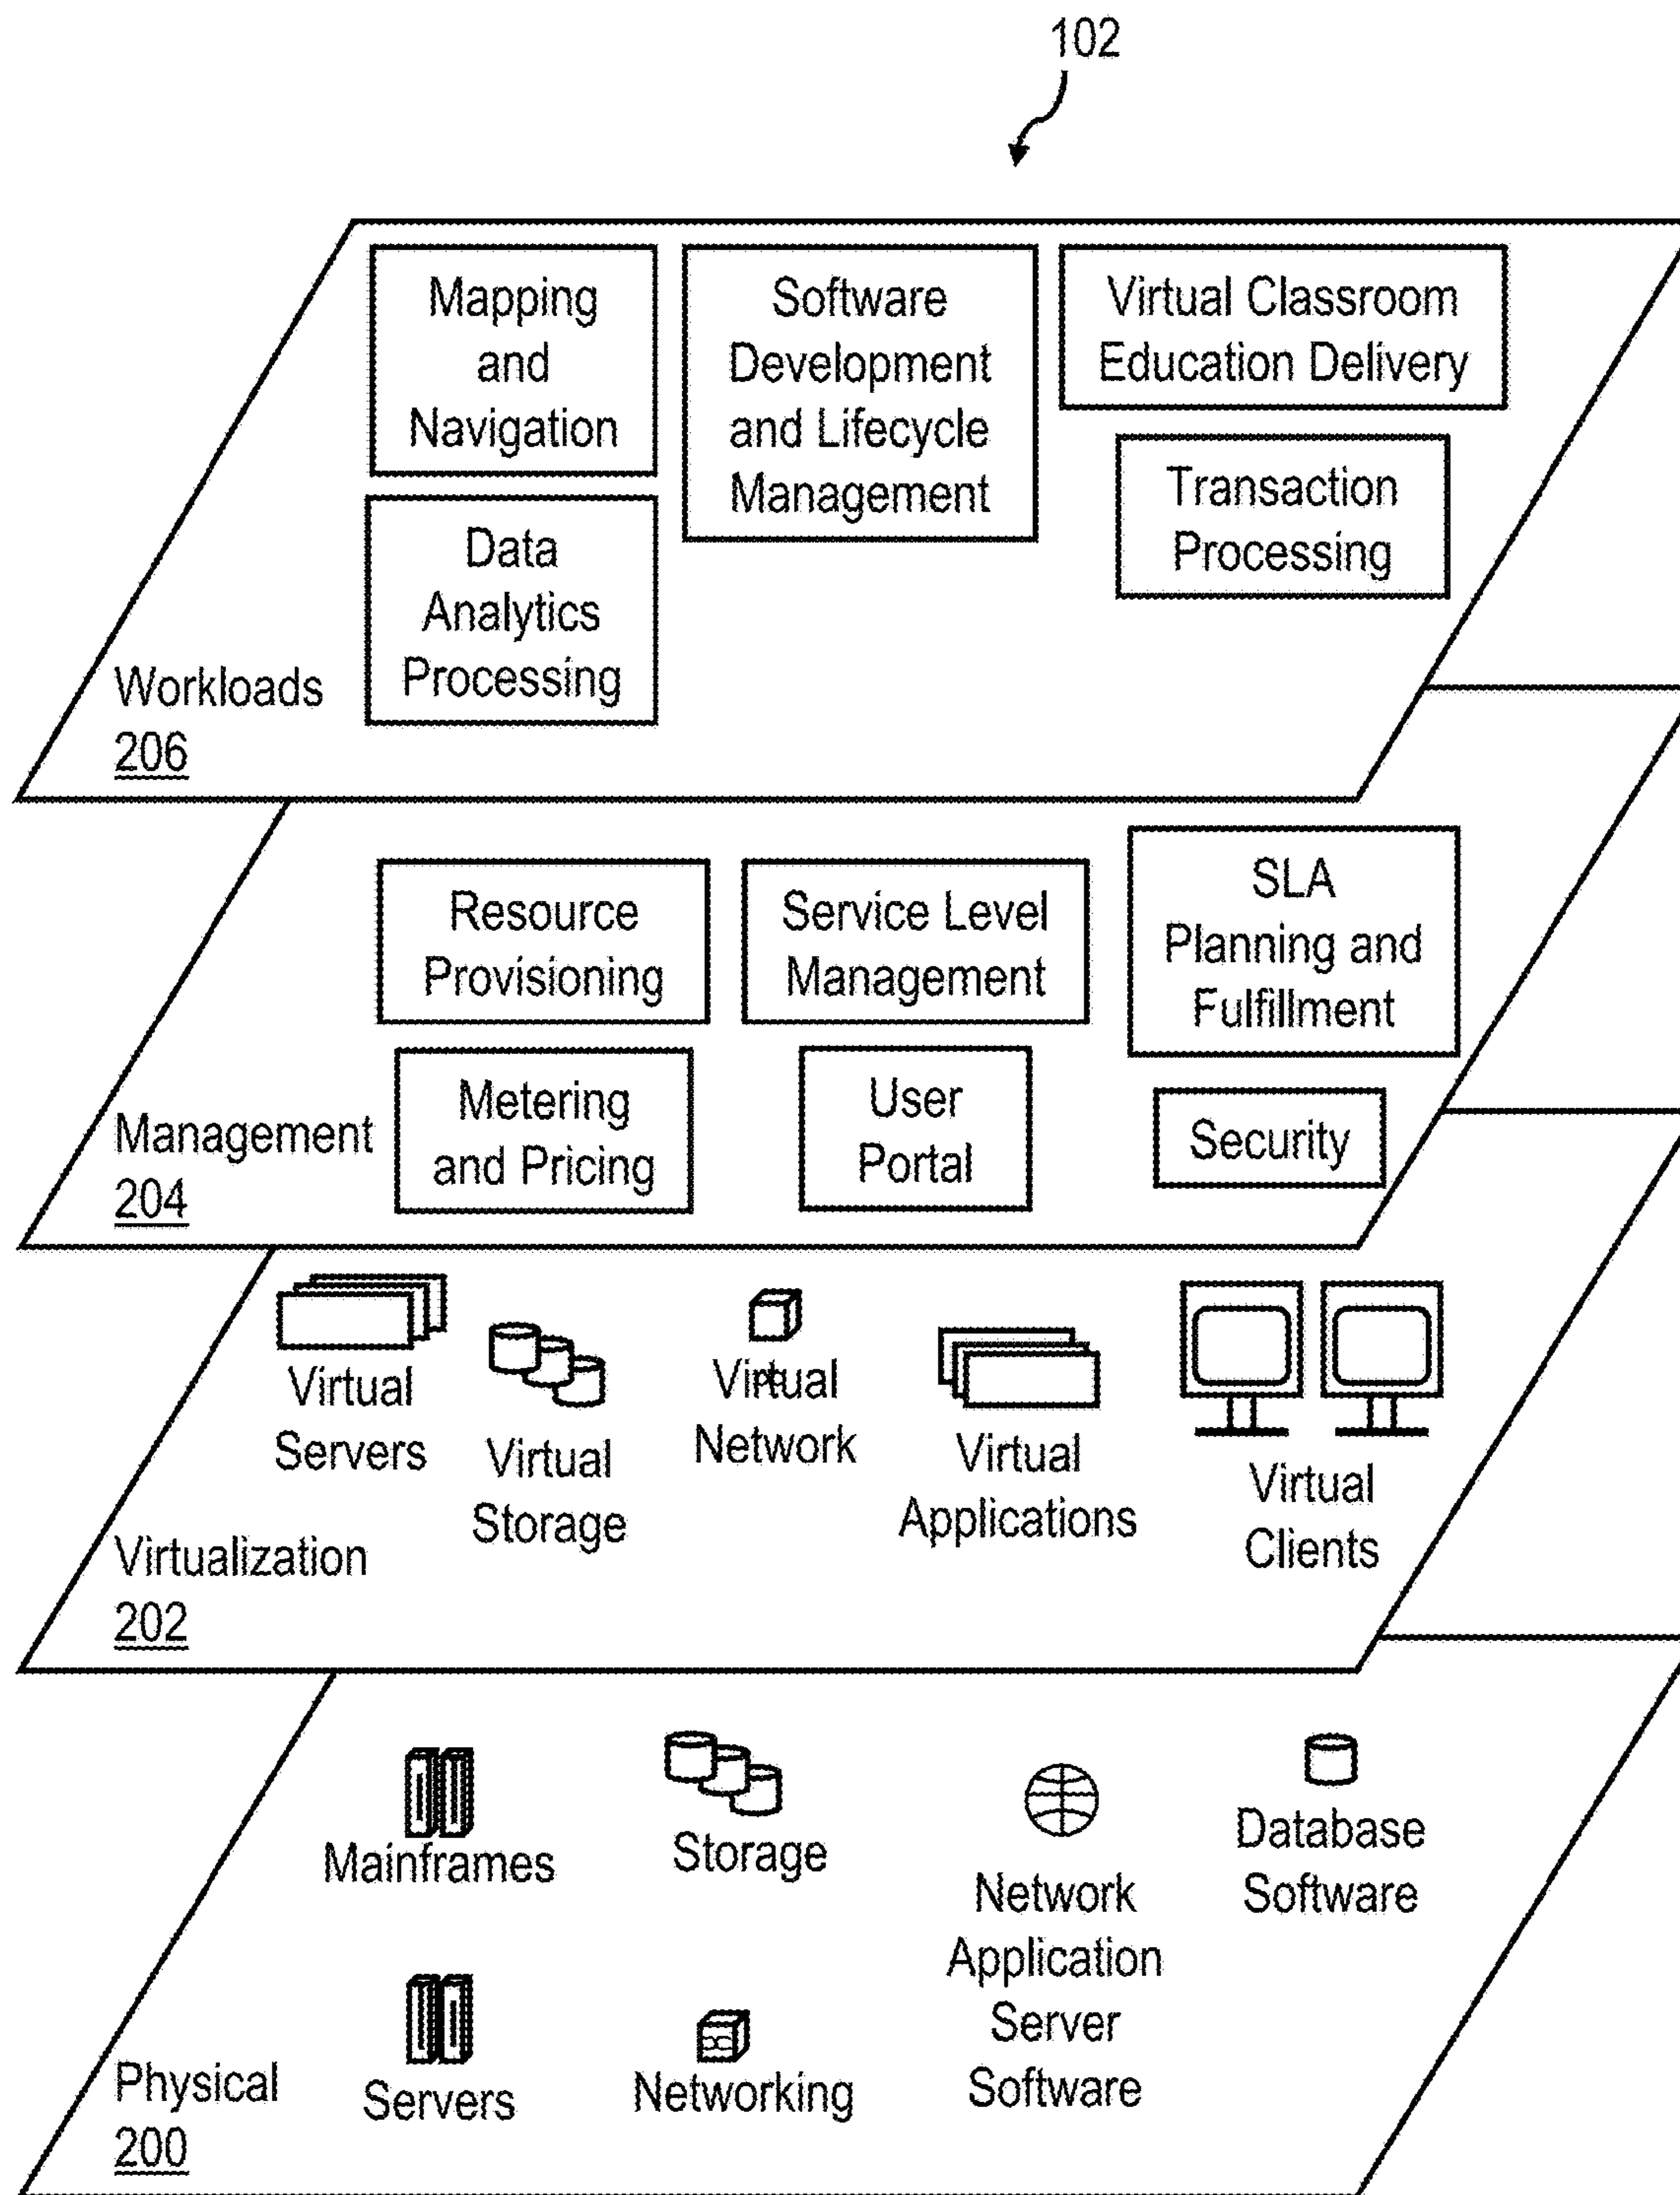 102
Mapping
and
Navigation
Software
Development
and Lifecycle
Management
Virtual Classroom
Education Delivery
Data
Analytics
Processing
Transaction
Processing
Workloads
206
Resource
Provisioning
Service Level
Management
SLA
Planning and
Fulfillment
Metering
and Pricing
User
Portal
Security
Management
204
Virtual
Servers
Virtual
Storage
Virtual
Network
Virtual
Applications
Virtual
Clients
Virtualization
202
Mainframes
Storage
Network
Application
Server
Software
Database
Software
Servers
Networking
Physical
200